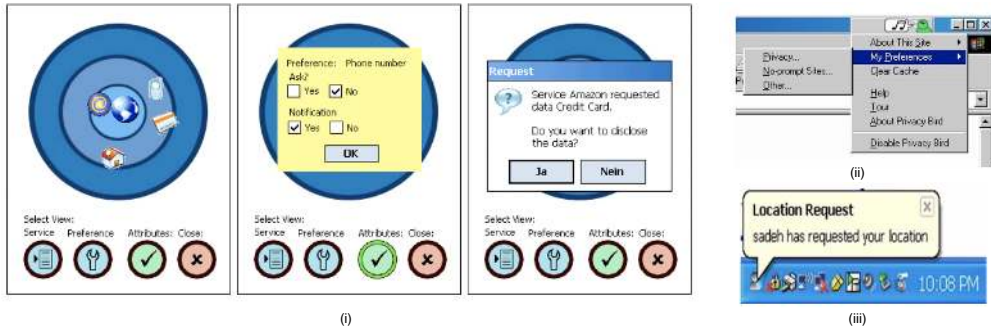 Select View:
Service Preference Attributes: Close:
Preference: Phone number
Ask?
Yes No
Notification
Yes No
OK
Select View:
Service Preference Attributes: Close:
Request
Service Amazon requested
data Credit Card.
Do you want to disclose
the data?
Ja Nein
Select View:
Service Preference Attributes: Close:
(i)
About This Site
My Preferences
Clear Cache
Help
Tour
About Privacy Bird
Disable Privacy Bird
Privacy...
No-prompt Sites...
Other...
(ii)
Location Request
sadeh has requested your location
10:08 PM
(iii)